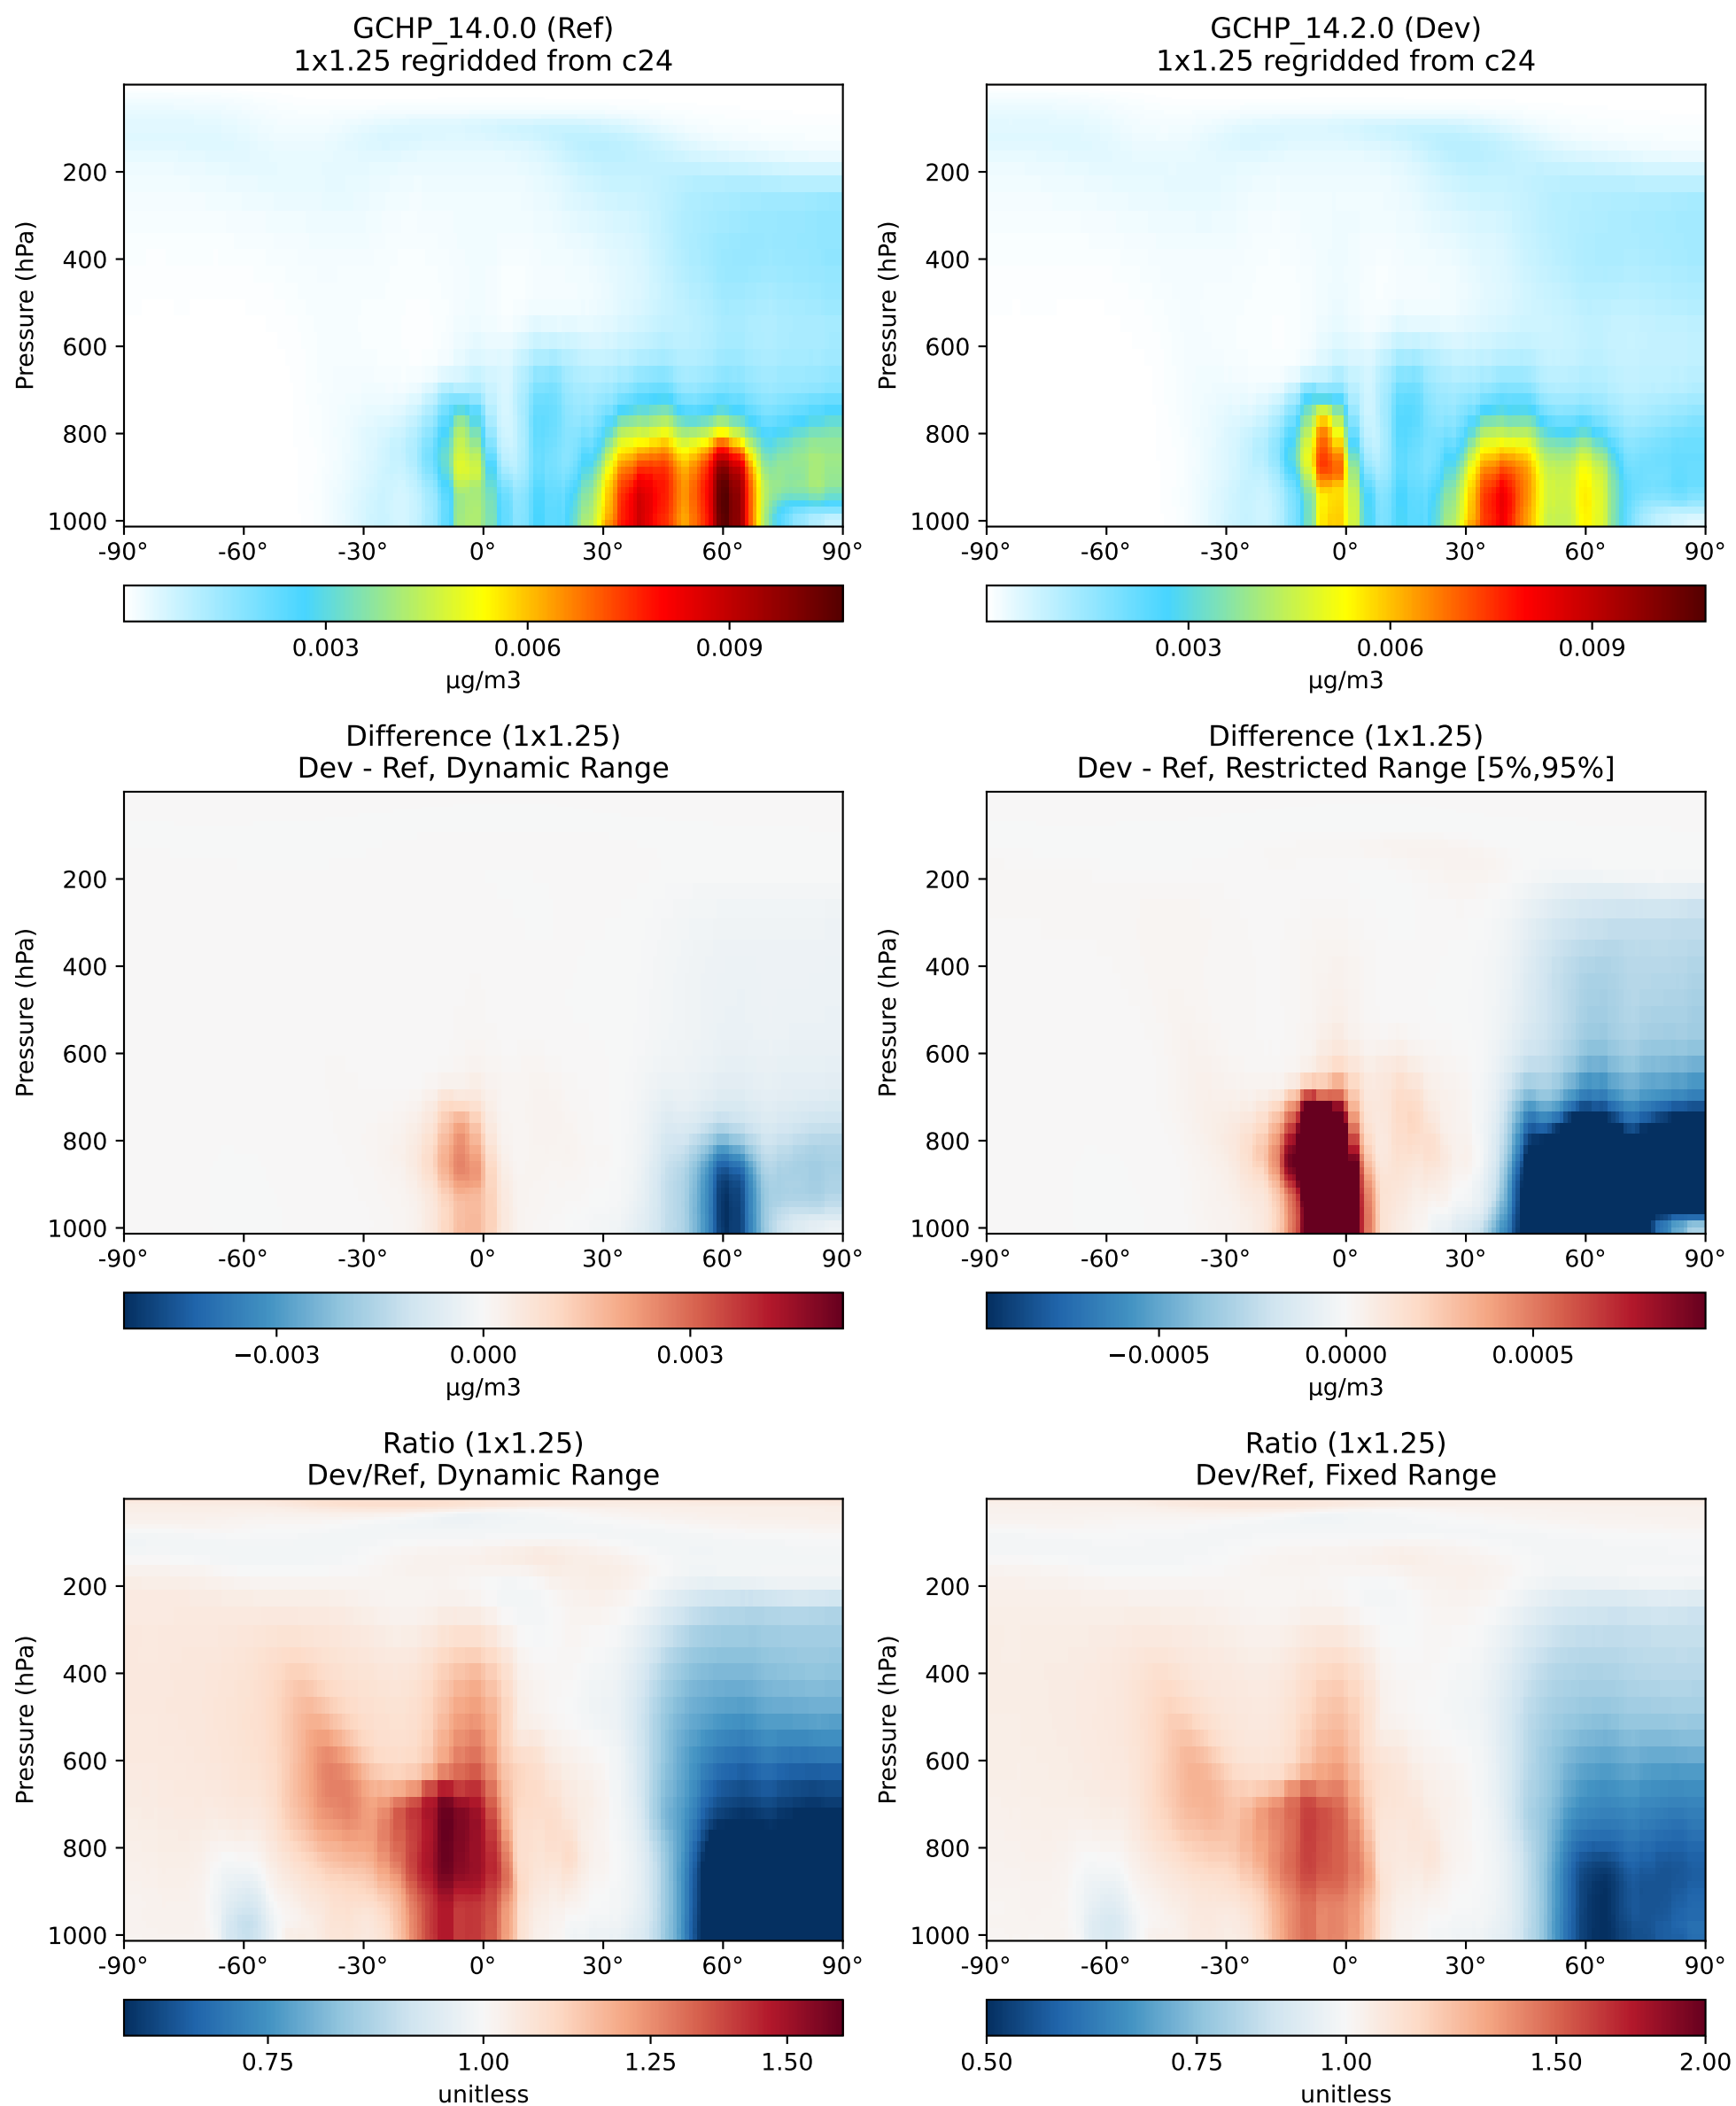 GCHP_14.0.0 (Ref)
1x1.25 regridded from c24
Pressure (hPa)
200
400
600
800
1000
-90° -60° -30° 0° 30° 60° 90°
0.003 0.006 0.009
µg/m3
GCHP_14.2.0 (Dev)
1x1.25 regridded from c24
Pressure (hPa)
200
400
600
800
1000
-90° -60° -30° 0° 30° 60° 90°
0.003 0.006 0.009
µg/m3
Difference (1x1.25)
Dev - Ref, Dynamic Range
Pressure (hPa)
200
400
600
800
1000
-90° -60° -30° 0° 30° 60° 90°
−0.003 0.000 0.003
µg/m3
Difference (1x1.25)
Dev - Ref, Restricted Range [5%,95%]
Pressure (hPa)
200
400
600
800
1000
-90° -60° -30° 0° 30° 60° 90°
−0.0005 0.0000 0.0005
µg/m3
Ratio (1x1.25)
Dev/Ref, Dynamic Range
Pressure (hPa)
200
400
600
800
1000
-90° -60° -30° 0° 30° 60° 90°
0.75 1.00 1.25 1.50
unitless
Ratio (1x1.25)
Dev/Ref, Fixed Range
Pressure (hPa)
200
400
600
800
1000
-90° -60° -30° 0° 30° 60° 90°
0.50 0.75 1.00 1.50 2.00
unitless